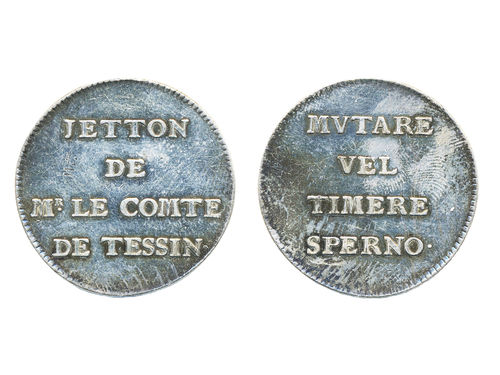 JETTON
DE
Mᴿ. LE COMTE
DE TESSIN
MVTARE
VEL
TIMERE
SPERNO.